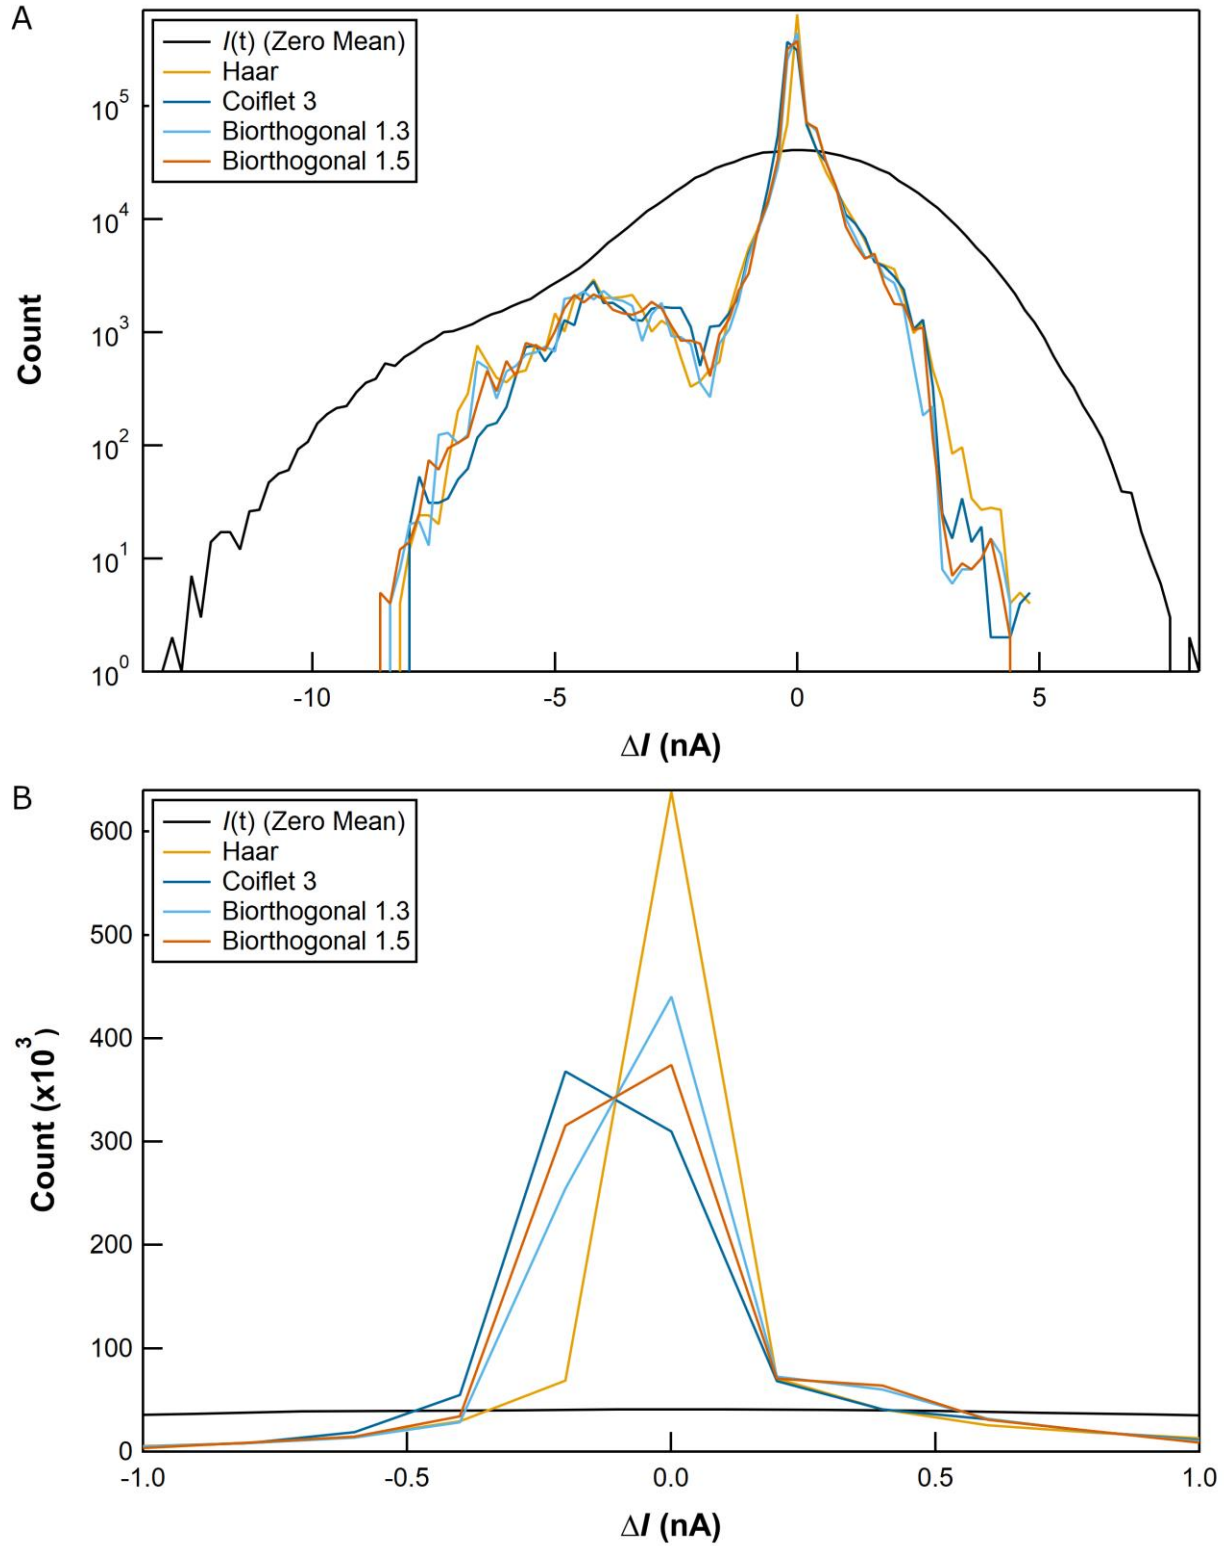 A
I(t) (Zero Mean)
Haar
Coiflet 3
Biorthogonal 1.3
Biorthogonal 1.5
Count
10^5
10^4
10^3
10^2
10^1
10^0
-10 -5 0 5
ΔI (nA)
B
I(t) (Zero Mean)
Haar
Coiflet 3
Biorthogonal 1.3
Biorthogonal 1.5
Count (x10^3)
600
500
400
300
200
100
0
-1.0 -0.5 0.0 0.5 1.0
ΔI (nA)